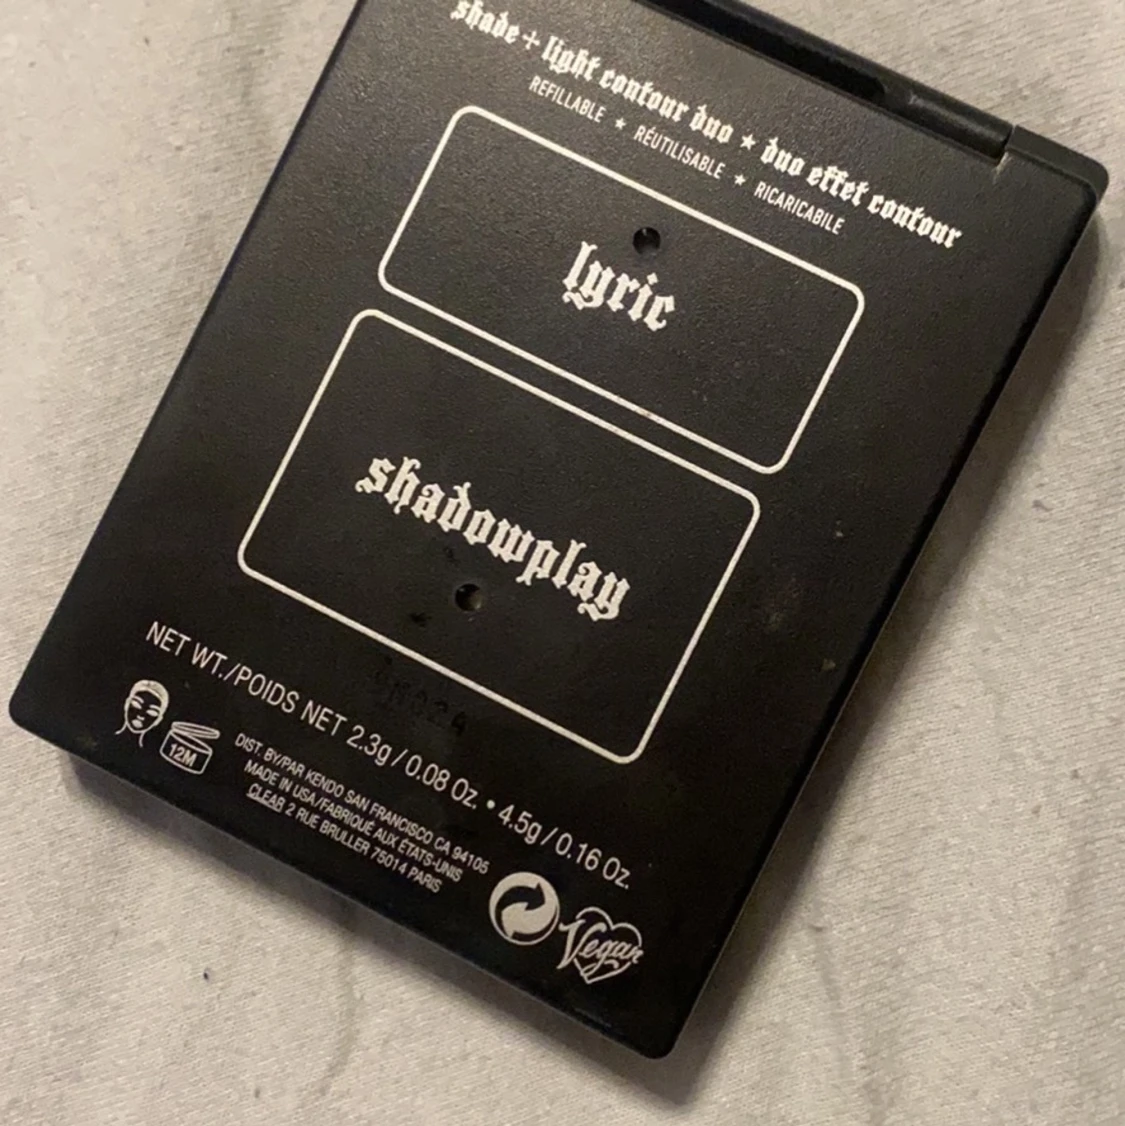 shade + light contour duo ★ duo effet contour
REFILLABLE ★ RÉUTILISABLE ★ RICARICABILE
lyric
shadowplay
NET WT./POIDS NET 2.3g / 0.08 Oz. • 4.5g / 0.16 Oz.
12M
DIST. BY/PAR KENDO SAN FRANCISCO CA 94105
MADE IN USA/FABRIQUÉ AUX ÉTATS-UNIS
CLEAR 2 RUE BRULLER 75014 PARIS
Vegan